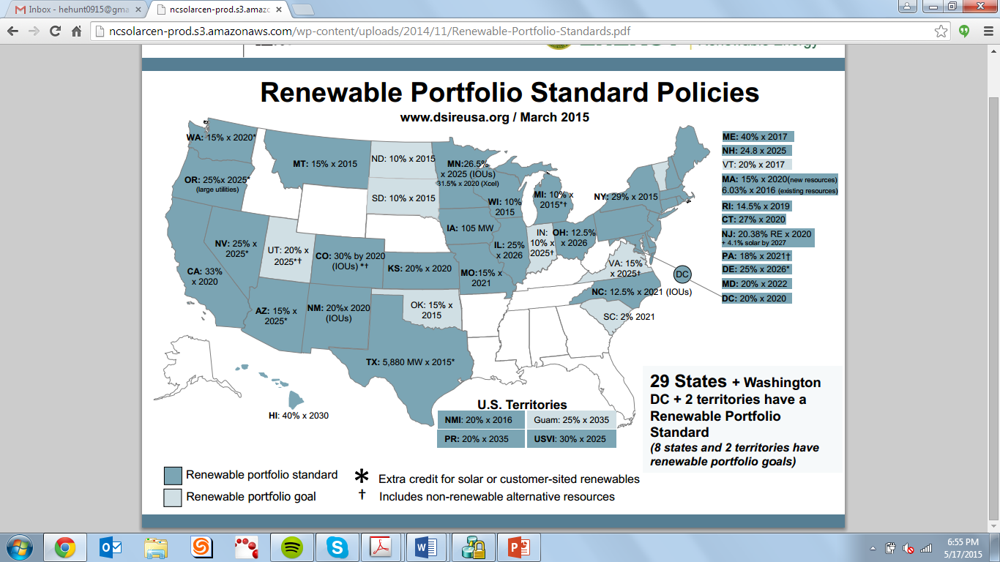 Inbox - hehunt0915@gma
ncsolarcen-prod.s3.amazo
ncsolarcen-prod.s3.amazonaws.com/wp-content/uploads/2014/11/Renewable-Portfolio-Standards.pdf
Renewable Energy
Renewable Portfolio Standard Policies
www.dsireusa.org / March 2015
WA: 15% x 2020*
OR: 25%x 2025*
(large utilities)
MT: 15% x 2015
ND: 10% x 2015
SD: 10% x 2015
MN:26.5%
x 2025 (IOUs)
31.5% x 2020 (Xcel)
WI: 10%
2015
MI: 10% x
2015*†
NY: 29% x 2015
IA: 105 MW
IL: 25%
x 2026
IN:
10% x
2025†
OH: 12.5%
x 2026
NV: 25% x
2025*
UT: 20% x
2025*†
CO: 30% by 2020
(IOUs) *†
KS: 20% x 2020
MO:15% x
2021
VA: 15%
x 2025†
CA: 33%
x 2020
AZ: 15% x
2025*
NM: 20%x 2020
(IOUs)
OK: 15% x
2015
NC: 12.5% x 2021 (IOUs)
SC: 2% 2021
TX: 5,880 MW x 2015*
HI: 40% x 2030
DC
ME: 40% x 2017
NH: 24.8 x 2025
VT: 20% x 2017
MA: 15% x 2020(new resources)
6.03% x 2016 (existing resources)
RI: 14.5% x 2019
CT: 27% x 2020
NJ: 20.38% RE x 2020
+ 4.1% solar by 2027
PA: 18% x 2021†
DE: 25% x 2026*
MD: 20% x 2022
DC: 20% x 2020
U.S. Territories
NMI: 20% x 2016
Guam: 25% x 2035
PR: 20% x 2035
USVI: 30% x 2025
29 States + Washington
DC + 2 territories have a
Renewable Portfolio
Standard
(8 states and 2 territories have
renewable portfolio goals)
Renewable portfolio standard
* Extra credit for solar or customer-sited renewables
Renewable portfolio goal
† Includes non-renewable alternative resources
6:55 PM
5/17/2015